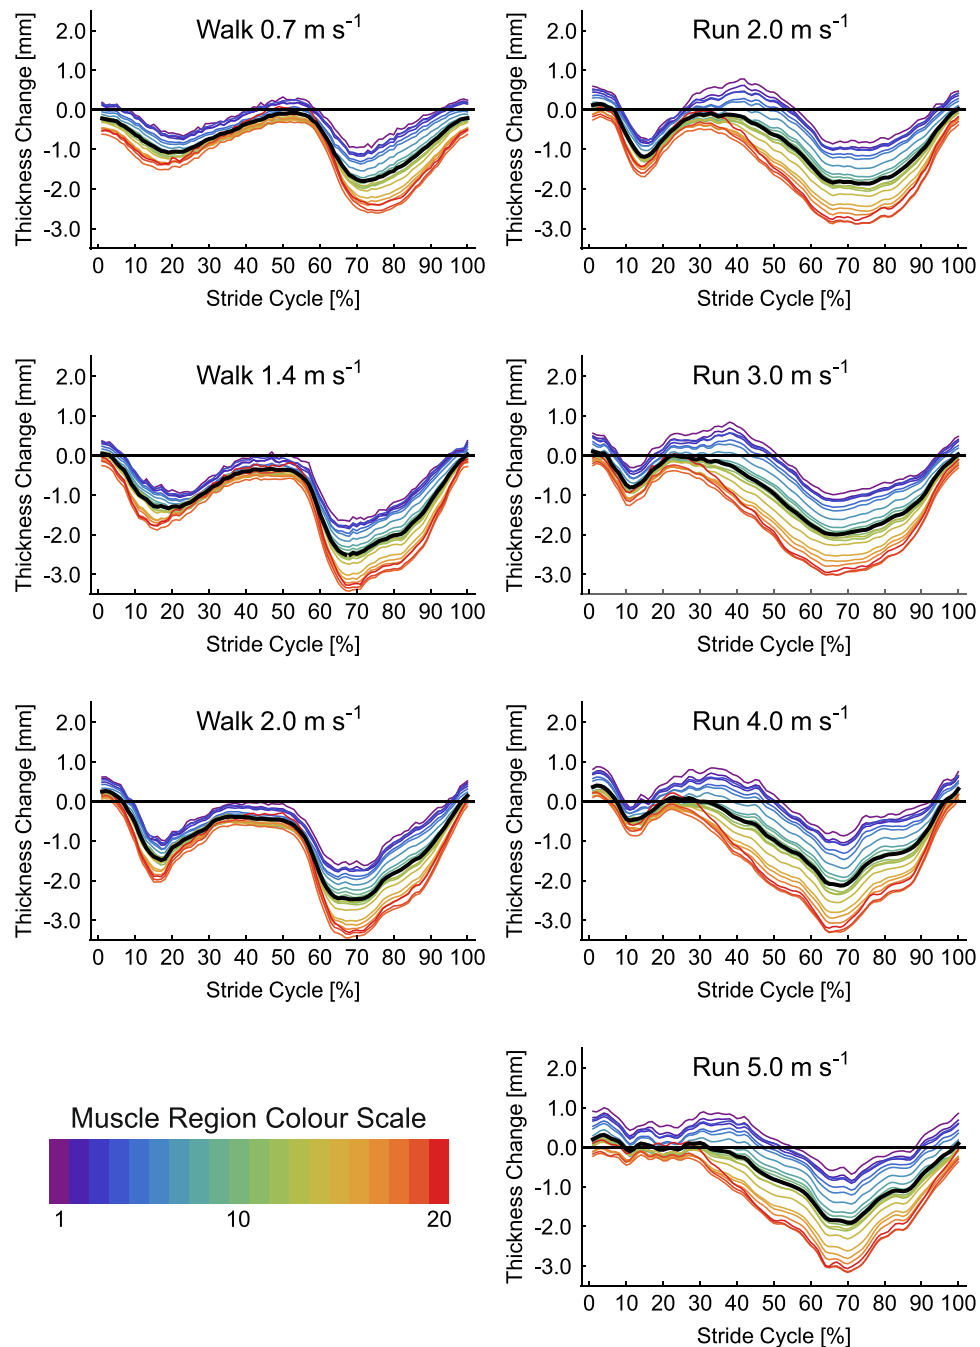 Walk 0.7 m s-1
Thickness Change [mm]
2.0
1.0
0.0
-1.0
-2.0
-3.0
0 10 20 30 40 50 60 70 80 90 100
Stride Cycle [%]
Run 2.0 m s-1
Thickness Change [mm]
2.0
1.0
0.0
-1.0
-2.0
-3.0
0 10 20 30 40 50 60 70 80 90 100
Stride Cycle [%]
Walk 1.4 m s-1
Thickness Change [mm]
2.0
1.0
0.0
-1.0
-2.0
-3.0
0 10 20 30 40 50 60 70 80 90 100
Stride Cycle [%]
Run 3.0 m s-1
Thickness Change [mm]
2.0
1.0
0.0
-1.0
-2.0
-3.0
0 10 20 30 40 50 60 70 80 90 100
Stride Cycle [%]
Walk 2.0 m s-1
Thickness Change [mm]
2.0
1.0
0.0
-1.0
-2.0
-3.0
0 10 20 30 40 50 60 70 80 90 100
Stride Cycle [%]
Run 4.0 m s-1
Thickness Change [mm]
2.0
1.0
0.0
-1.0
-2.0
-3.0
0 10 20 30 40 50 60 70 80 90 100
Stride Cycle [%]
Muscle Region Colour Scale
1 10 20
Run 5.0 m s-1
Thickness Change [mm]
2.0
1.0
0.0
-1.0
-2.0
-3.0
0 10 20 30 40 50 60 70 80 90 100
Stride Cycle [%]